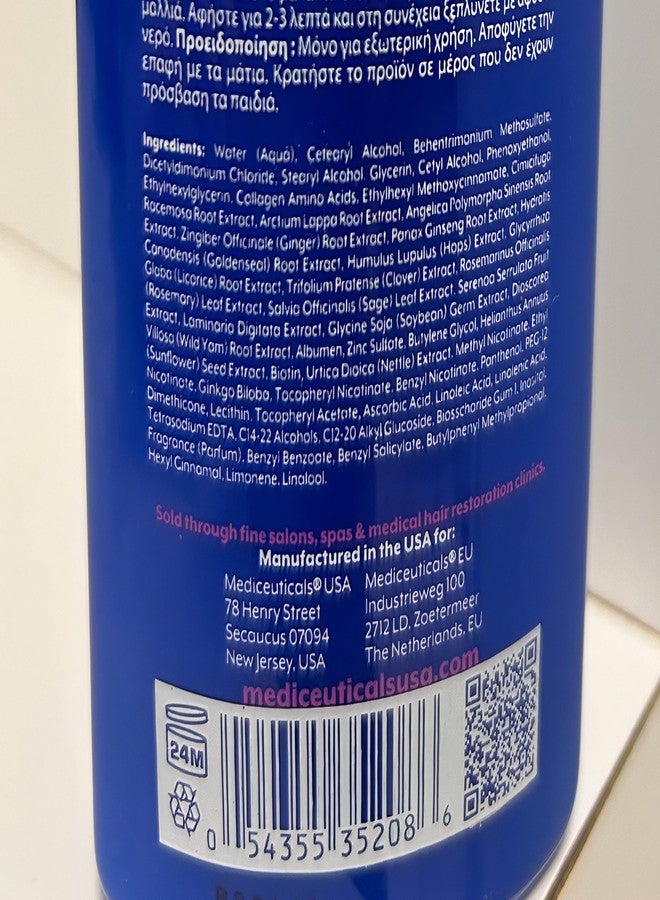 μαλλιά. Αφήστε για 2-3 λεπτά και στη συνέχεια ξεπλύνετε με
νερό. Προειδοποίηση : Μόνο για εξωτερική χρήση. Αποφύγετε την
επαφή με τα μάτια. Κρατήστε το προϊόν σε μέρος που δεν έχουν
πρόσβαση τα παιδιά.
Ingredients: Water (Aqua), Cetearyl Alcohol, Behentrimonium Methosulfate,
Dicetyldimonium Chloride, Stearyl Alcohol, Glycerin, Cetyl Alcohol, Phenoxyethanol,
Ethylhexylglycerin, Collagen Amino Acids, Ethylhexyl Methoxycinnamate, Cimicifuga
Racemosa Root Extract, Arctium Lappa Root Extract, Angelica Polymorpha Sinensis Root
Extract, Zingiber Officinale (Ginger) Root Extract, Panax Ginseng Root Extract, Hydratis
Canadensis (Goldenseal) Root Extract, Humulus Lupulus (Hops) Extract, Glycyrrhiza
Glaba (Licorice) Root Extract, Trifolium Pratense (Clover) Extract, Rosemarinus Officinalis
(Rosemary) Leaf Extract, Salvia Officinalis (Sage) Leaf Extract, Serenoa Serrulata Fruit
Extract, Laminaria Digitata Extract, Glycine Soja (Soybean) Germ Extract, Dioscorea
Villosa (Wild Yam) Root Extract, Albumen, Zinc Sulfate, Butylene Glycol, Helianthus Annuus
(Sunflower) Seed Extract, Biotin, Urtica Dioica (Nettle) Extract, Methyl Nicotinate, Ethyl
Nicotinate, Ginkgo Biloba, Tocopheryl Nicotinate, Benzyl Nicotinate, Panthenol, PEG-12
Dimethicone, Lecithin, Tocopheryl Acetate, Ascorbic Acid, Linoleic Acid, Linolenic Acid,
Tetrasodium EDTA, C14-22 Alcohols, C12-20 Alkyl Glucoside, Biosaccharide Gum 1, Inositol,
Fragrance (Parfum), Benzyl Benzoate, Benzyl Salicylate, Butylphenyl Methylpropional,
Hexyl Cinnamal, Limonene, Linalool.
Sold through fine salons, spas & medical hair restoration clinics.
Manufactured in the USA for:
Mediceuticals® USA Mediceuticals® EU
78 Henry Street Industrieweg 100
Secaucus 07094 2712 LD, Zoetermeer
New Jersey, USA The Netherlands, EU
mediceuticalsusa.com
24M
0 54355 35208 6